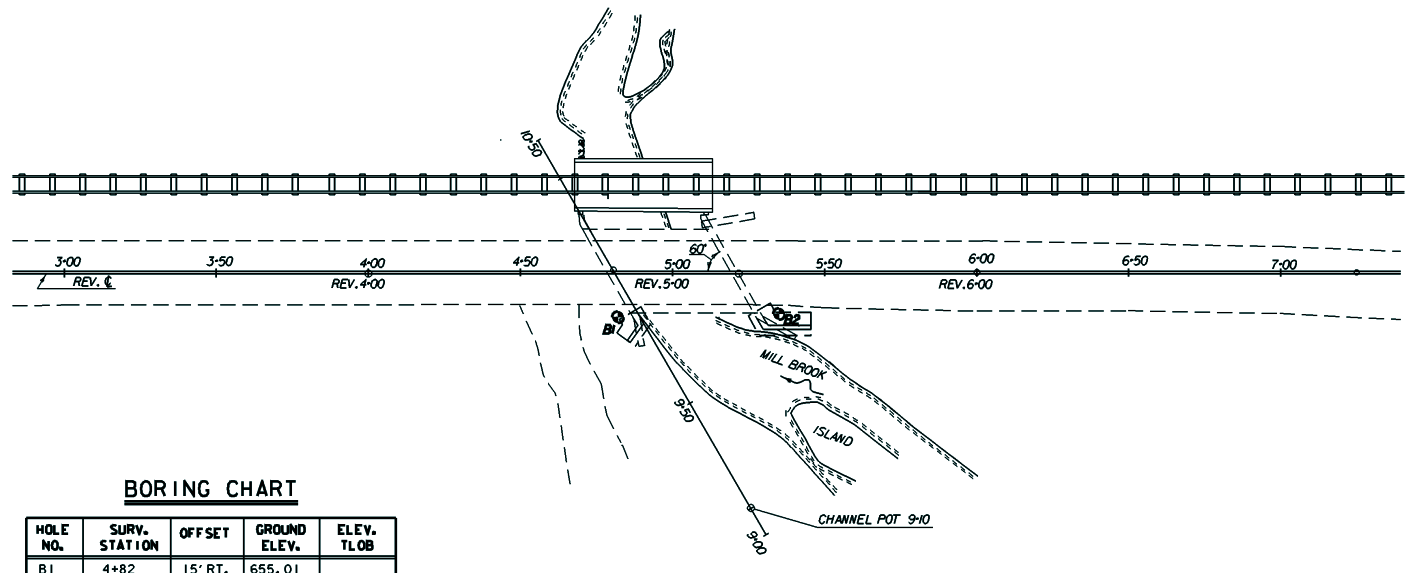 10+50
60°
3+00 3+50 4+00 4+50 5+00 5+50 6+00 6+50 7+00
REV. ℄ REV. 4+00 REV. 5+00 REV. 6+00
B1 B2
MILL BROOK
9+50
ISLAND
CHANNEL POT 9+10
9+00
BORING CHART
HOLE NO. SURV. STATION OFFSET GROUND ELEV. ELEV. TLOB
B1 4+82 15' RT. 655.01